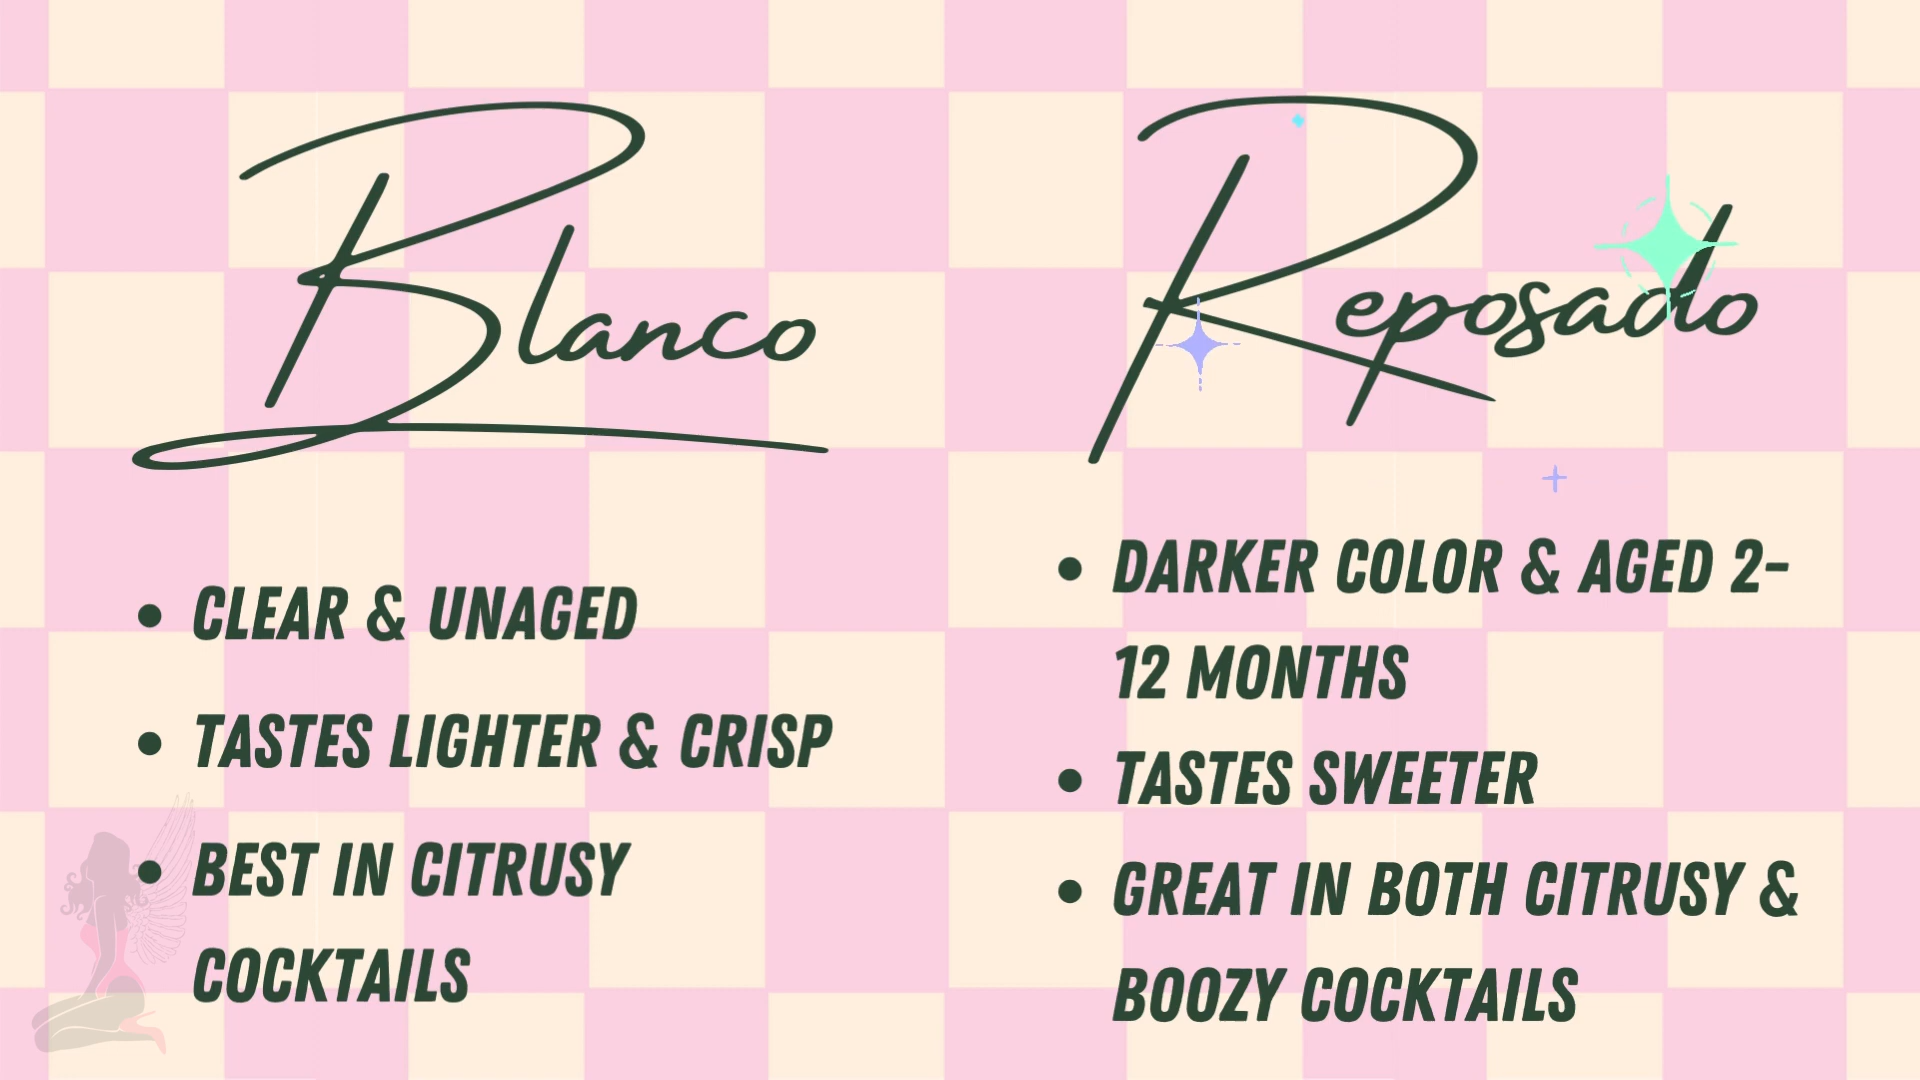 Blanco
• CLEAR & UNAGED
• TASTES LIGHTER & CRISP
• BEST IN CITRUSY
COCKTAILS
Reposado
• DARKER COLOR & AGED 2-
12 MONTHS
• TASTES SWEETER
• GREAT IN BOTH CITRUSY &
BOOZY COCKTAILS